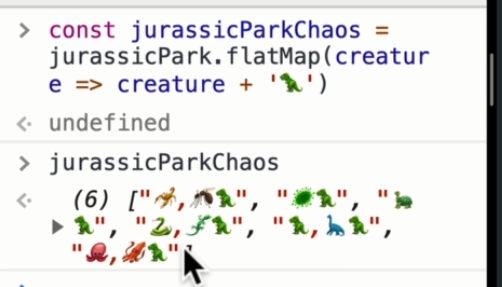 > const jurassicParkChaos =
jurassicPark.flatMap(creatur
e => creature + '🦖')
<· undefined
> jurassicParkChaos
<· (6) ["🦂,🦟🦖", "🦠🦖", "🐢
▶ 🦖", "🐍,🦎🦖", "🦖,🦕🦖",
"🐙,🦞🦖"]